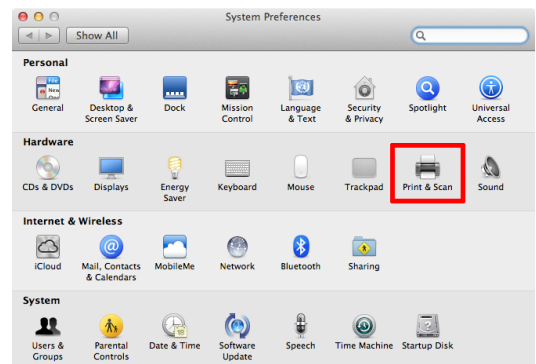 System Preferences
Show All
Personal
General
Desktop &
Screen Saver
Dock
Mission
Control
Language
& Text
Security
& Privacy
Spotlight
Universal
Access
Hardware
CDs & DVDs
Displays
Energy
Saver
Keyboard
Mouse
Trackpad
Print & Scan
Sound
Internet & Wireless
iCloud
Mail, Contacts
& Calendars
MobileMe
Network
Bluetooth
Sharing
System
Users &
Groups
Parental
Controls
Date & Time
Software
Update
Speech
Time Machine
Startup Disk